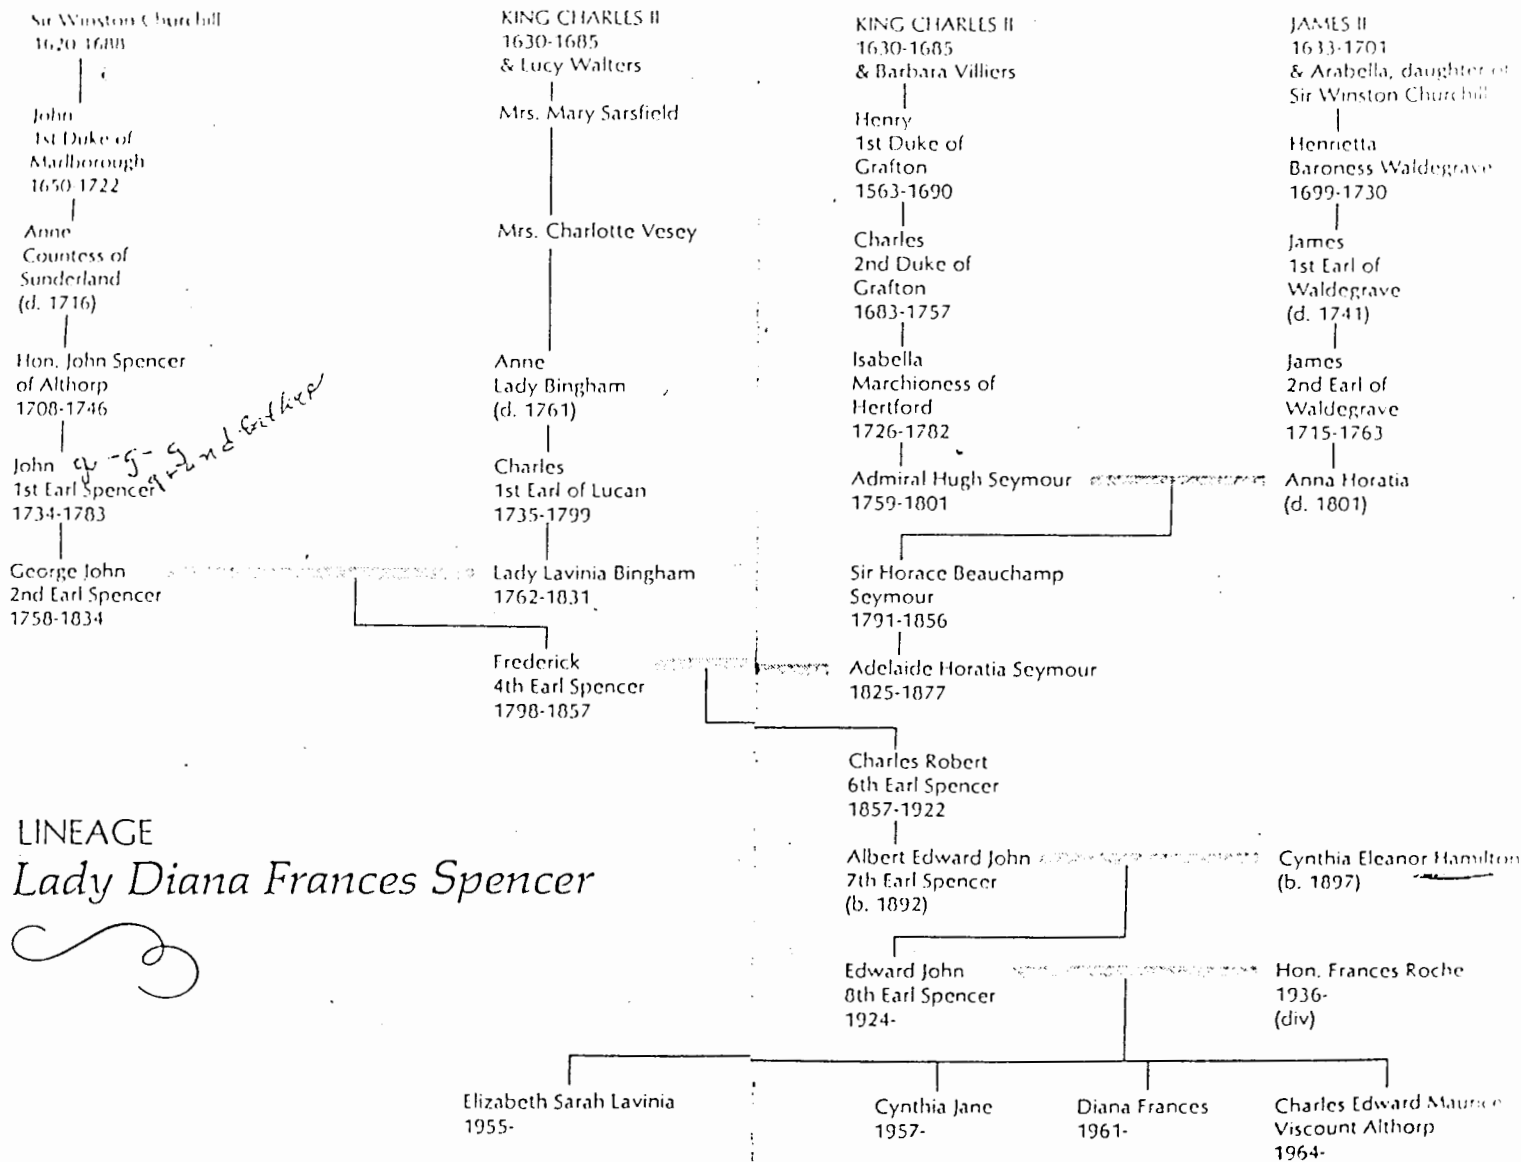 Sir Winston Churchill
1620-1688
John
1st Duke of
Marlborough
1650-1722
Anne
Countess of
Sunderland
(d. 1716)
Hon. John Spencer
of Althorp
1708-1746
John
1st Earl Spencer
1734-1783
g-g-g
grandfather
George John
2nd Earl Spencer
1758-1834
KING CHARLES II
1630-1685
& Lucy Walters
Mrs. Mary Sarsfield
Mrs. Charlotte Vesey
Anne
Lady Bingham
(d. 1761)
Charles
1st Earl of Lucan
1735-1799
Lady Lavinia Bingham
1762-1831
Frederick
4th Earl Spencer
1798-1857
KING CHARLES II
1630-1685
& Barbara Villiers
Henry
1st Duke of
Grafton
1563-1690
Charles
2nd Duke of
Grafton
1683-1757
Isabella
Marchioness of
Hertford
1726-1782
Admiral Hugh Seymour
1759-1801
Sir Horace Beauchamp
Seymour
1791-1856
Adelaide Horatia Seymour
1825-1877
JAMES II
1633-1701
& Arabella, daughter of
Sir Winston Churchill
Henrietta
Baroness Waldegrave
1699-1730
James
1st Earl of
Waldegrave
(d. 1741)
James
2nd Earl of
Waldegrave
1715-1763
Anna Horatia
(d. 1801)
Charles Robert
6th Earl Spencer
1857-1922
Albert Edward John
7th Earl Spencer
(b. 1892)
Cynthia Eleanor Hamilton
(b. 1897)
Edward John
8th Earl Spencer
1924-
Hon. Frances Roche
1936-
(div)
LINEAGE
Lady Diana Frances Spencer
Elizabeth Sarah Lavinia
1955-
Cynthia Jane
1957-
Diana Frances
1961-
Charles Edward Maurice
Viscount Althorp
1964-